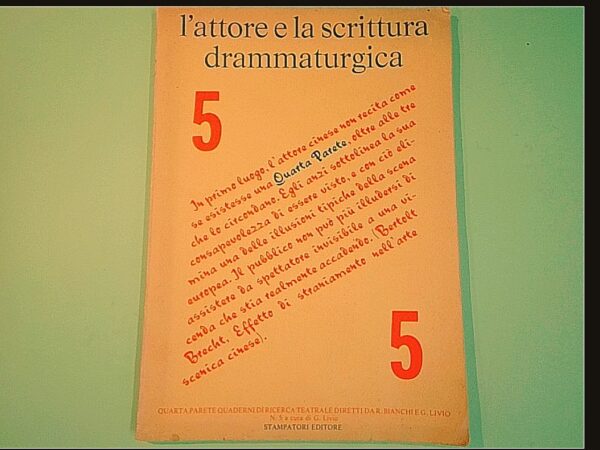 l'attore e la scrittura
drammaturgica
5
In primo luogo, l'attore cinese non recita come
se esistesse una Quarta Parete, oltre alle tre
che lo circondano. Egli anzi sottolinea la sua
consapevolezza di essere visto, e con ciò eli-
mina una delle illusioni tipiche della scena
europea. Il pubblico non può più illudersi di
assistere da spettatore invisibile a una vi-
cenda che stia realmente accadendo. (Bertolt
Brecht, Effetto di straniamento nell'arte
scenica cinese).
5
QUARTA PARETE QUADERNI DI RICERCA TEATRALE DIRETTI DA R. BIANCHI E G. LIVIO
N. 5 a cura di G. Livio
STAMPATORI EDITORE